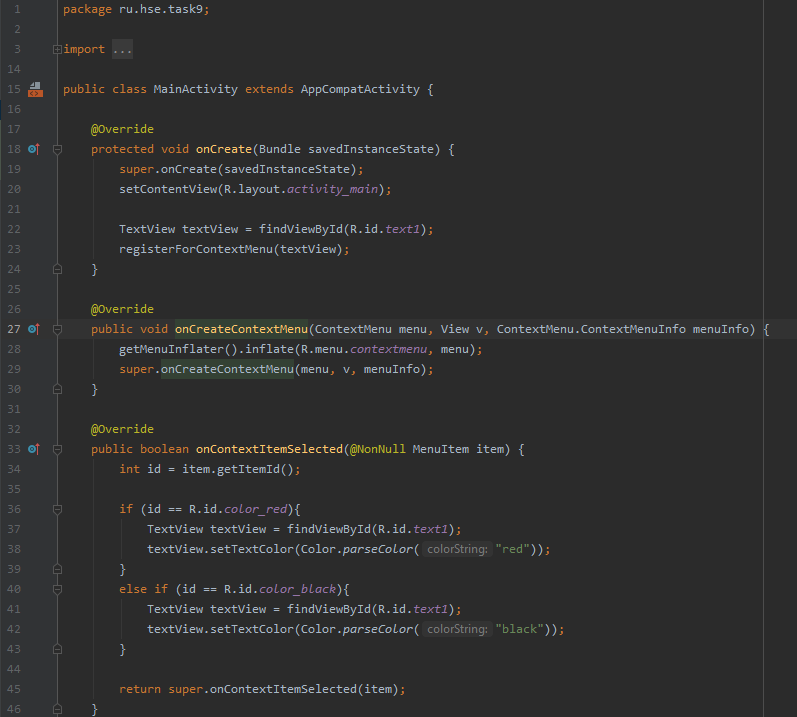 1 package ru.hse.task9;
2
3 import ...
14
15 public class MainActivity extends AppCompatActivity {
16
17 @Override
18 protected void onCreate(Bundle savedInstanceState) {
19 super.onCreate(savedInstanceState);
20 setContentView(R.layout.activity_main);
21
22 TextView textView = findViewById(R.id.text1);
23 registerForContextMenu(textView);
24 }
25
26 @Override
27 public void onCreateContextMenu(ContextMenu menu, View v, ContextMenu.ContextMenuInfo menuInfo) {
28 getMenuInflater().inflate(R.menu.contextmenu, menu);
29 super.onCreateContextMenu(menu, v, menuInfo);
30 }
31
32 @Override
33 public boolean onContextItemSelected(@NonNull MenuItem item) {
34 int id = item.getItemId();
35
36 if (id == R.id.color_red){
37 TextView textView = findViewById(R.id.text1);
38 textView.setTextColor(Color.parseColor( colorString: "red"));
39 }
40 else if (id == R.id.color_black){
41 TextView textView = findViewById(R.id.text1);
42 textView.setTextColor(Color.parseColor( colorString: "black"));
43 }
44
45 return super.onContextItemSelected(item);
46 }